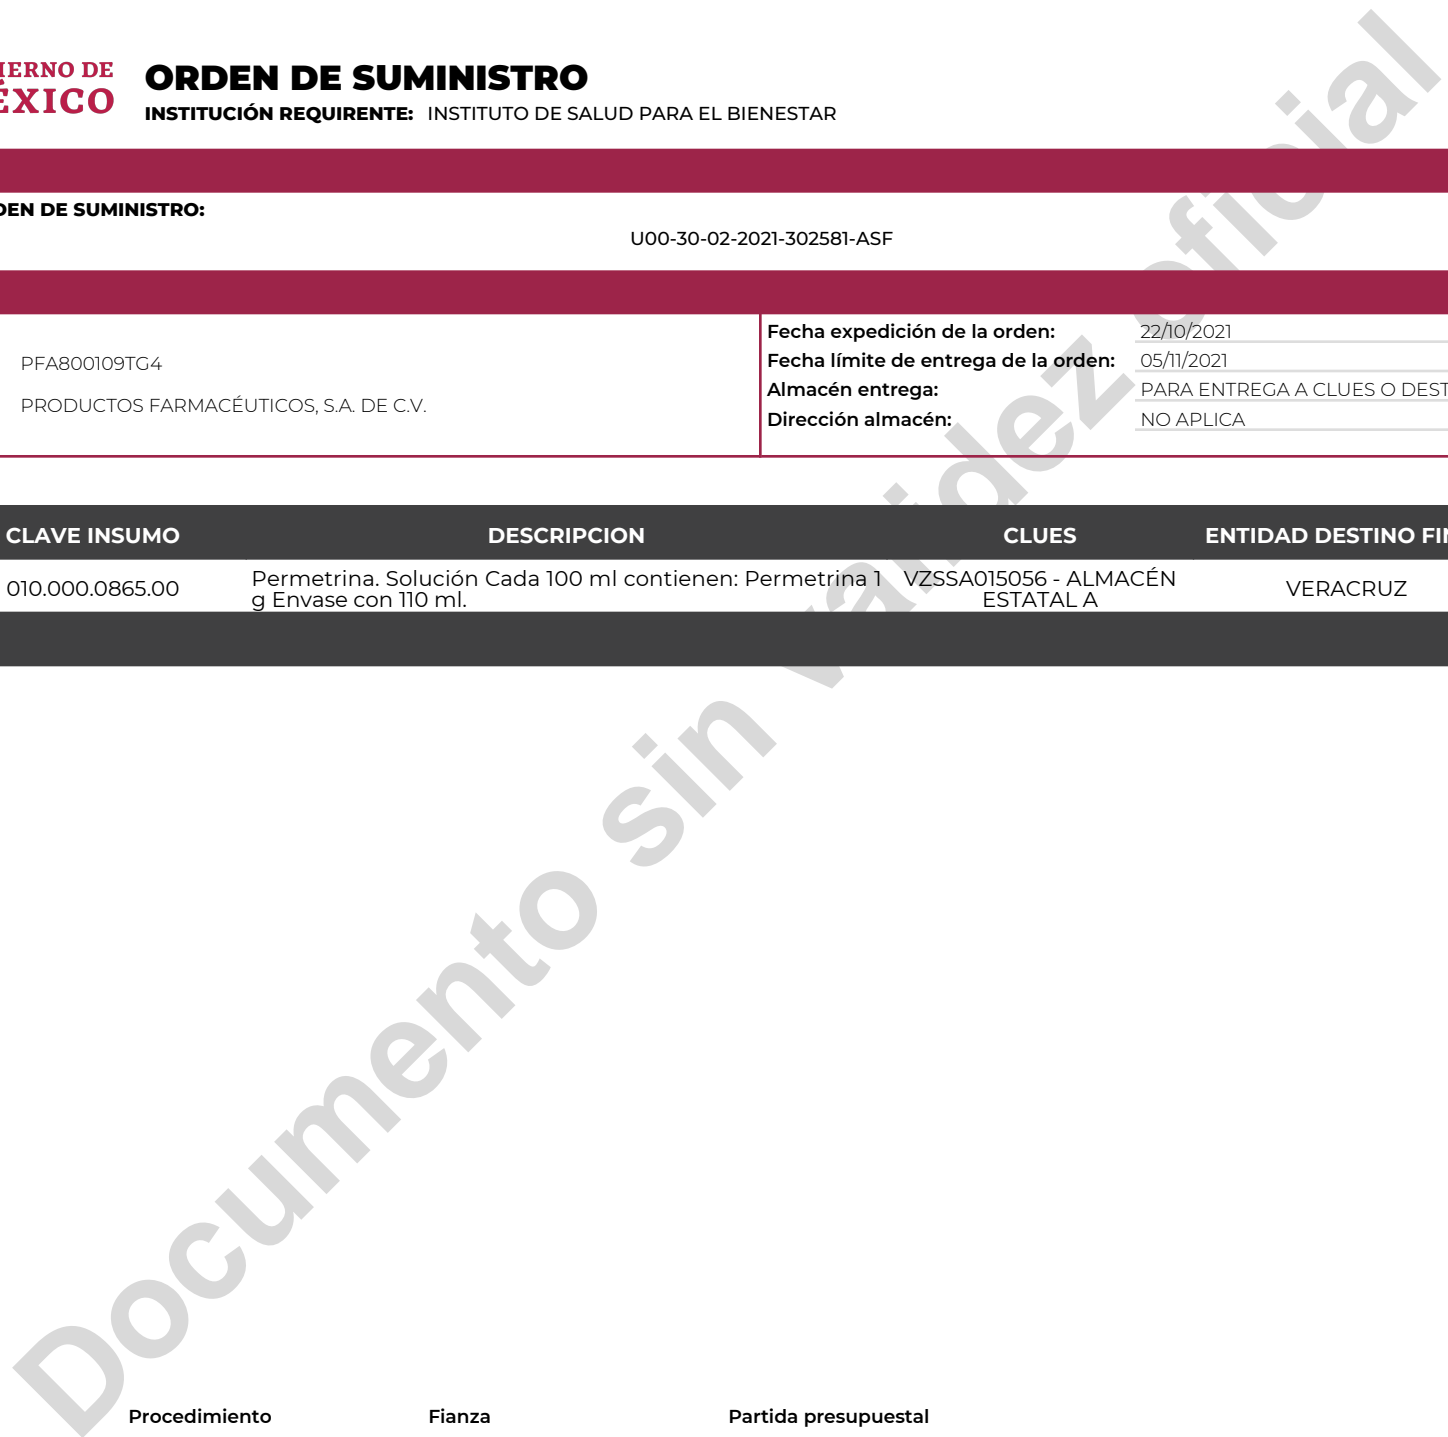 IERNO DE
ÉXICO
ORDEN DE SUMINISTRO
INSTITUCIÓN REQUIRENTE: INSTITUTO DE SALUD PARA EL BIENESTAR
DEN DE SUMINISTRO:
U00-30-02-2021-302581-ASF
PFA800109TG4
PRODUCTOS FARMACÉUTICOS, S.A. DE C.V.
Fecha expedición de la orden: 22/10/2021
Fecha límite de entrega de la orden: 05/11/2021
Almacén entrega: PARA ENTREGA A CLUES O DEST
Dirección almacén: NO APLICA
CLAVE INSUMO DESCRIPCION CLUES ENTIDAD DESTINO FIN
010.000.0865.00
Permetrina. Solución Cada 100 ml contienen: Permetrina 1
g Envase con 110 ml.
VZSSA015056 - ALMACÉN
ESTATAL A
VERACRUZ
Documento sin validez oficial
Procedimiento Fianza Partida presupuestal